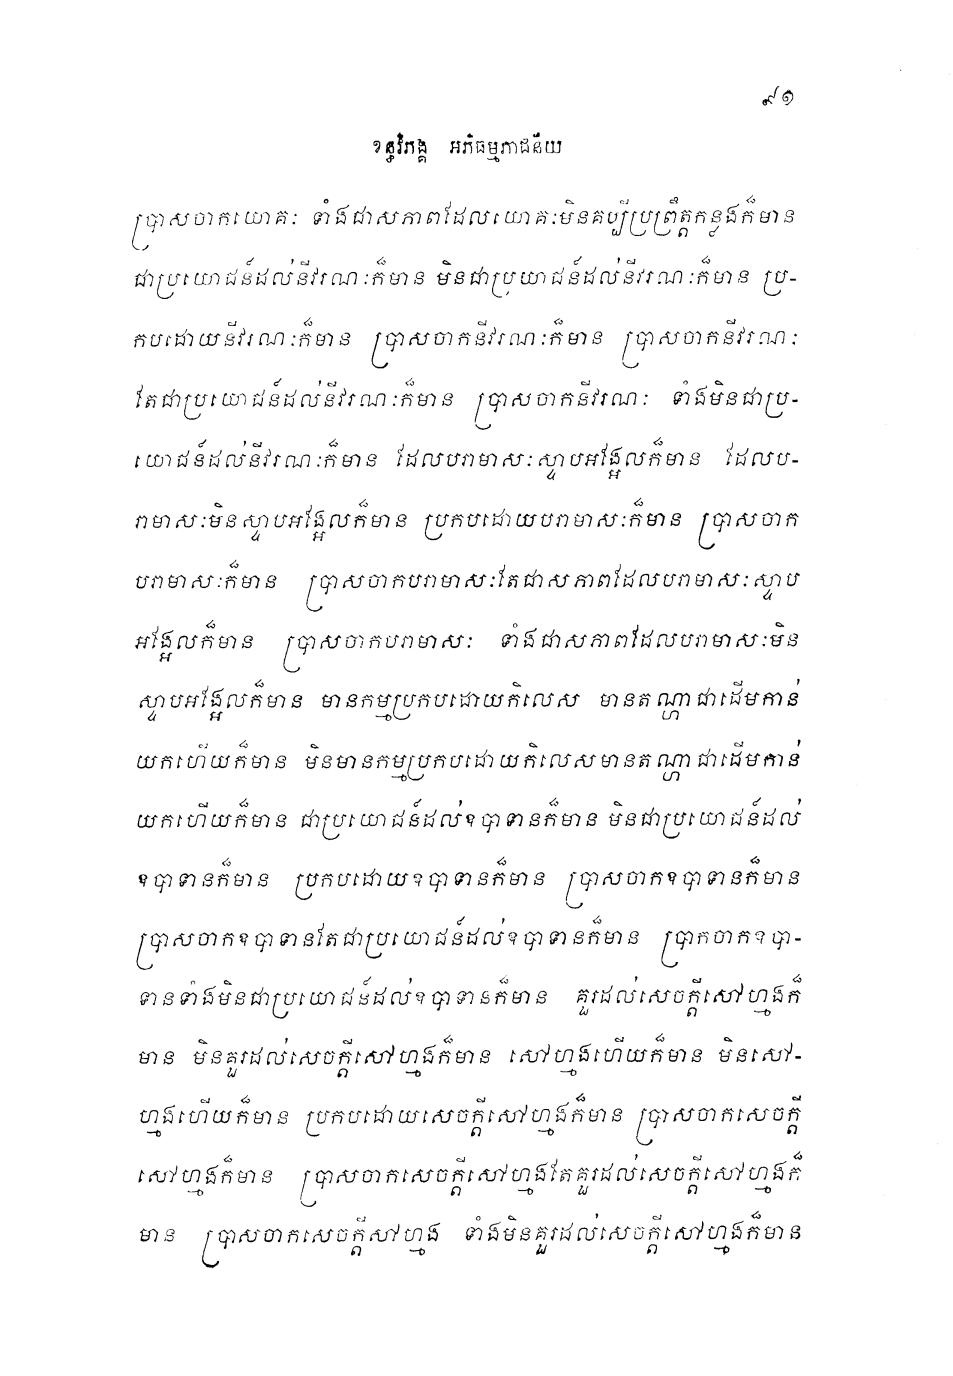 ៩១
ខន្ធវិភង្គ អភិធម្មភាជនីយ
ប្រាសចាកយោគៈ ទាំងជាសភាពដែលយោគៈមិនគប្បីប្រព្រឹត្តកន្លងក៏មាន
ជាប្រយោជន៍ដល់នីវរណៈក៏មាន មិនជាប្រយោជន៍ដល់នីវរណៈក៏មាន ប្រ-
កបដោយនីវរណៈក៏មាន ប្រាសចាកនីវរណៈក៏មាន ប្រាសចាកនីវរណៈ
តែជាប្រយោជន៍ដល់នីវរណៈក៏មាន ប្រាសចាកនីវរណៈ ទាំងមិនជាប្រ-
យោជន៍ដល់នីវរណៈក៏មាន ដែលបរាមាសៈស្ទាបអង្អែលក៏មាន ដែលប-
រាមាសៈមិនស្ទាបអង្អែលក៏មាន ប្រកបដោយបរាមាសៈក៏មាន ប្រាសចាក
បរាមាសៈក៏មាន ប្រាសចាកបរាមាសៈតែជាសភាពដែលបរាមាសៈស្ទាប
អង្អែលក៏មាន ប្រាសចាកបរាមាសៈ ទាំងជាសភាពដែលបរាមាសៈមិន
ស្ទាបអង្អែលក៏មាន មានកម្មប្រកបដោយកិលេស មានតណ្ហាជាដើមកាន់
យកហើយក៏មាន មិនមានកម្មប្រកបដោយកិលេសមានតណ្ហាជាដើមកាន់
យកហើយក៏មាន ជាប្រយោជន៍ដល់ឧបាទានក៏មាន មិនជាប្រយោជន៍ដល់
ឧបាទានក៏មាន ប្រកបដោយឧបាទានក៏មាន ប្រាសចាកឧបាទានក៏មាន
ប្រាសចាកឧបាទានតែជាប្រយោជន៍ដល់ឧបាទានក៏មាន ប្រាកចាកឧបា-
ទានទាំងមិនជាប្រយោជន៍ដល់ឧបាទានក៏មាន គួរដល់សេចក្តីសៅហ្មងក៏
មាន មិនគួរដល់សេចក្តីសៅហ្មងក៏មាន សៅហ្មងហើយក៏មាន មិនសៅ-
ហ្មងហើយក៏មាន ប្រកបដោយសេចក្តីសៅហ្មងក៏មាន ប្រាសចាកសេចក្តី
សៅហ្មងក៏មាន ប្រាសចាកសេចក្តីសៅហ្មងតែគួរដល់សេចក្តីសៅហ្មងក៏
មាន ប្រាសចាកសេចក្តីសៅហ្មង ទាំងមិនគួរដល់សេចក្តីសៅហ្មងក៏មាន